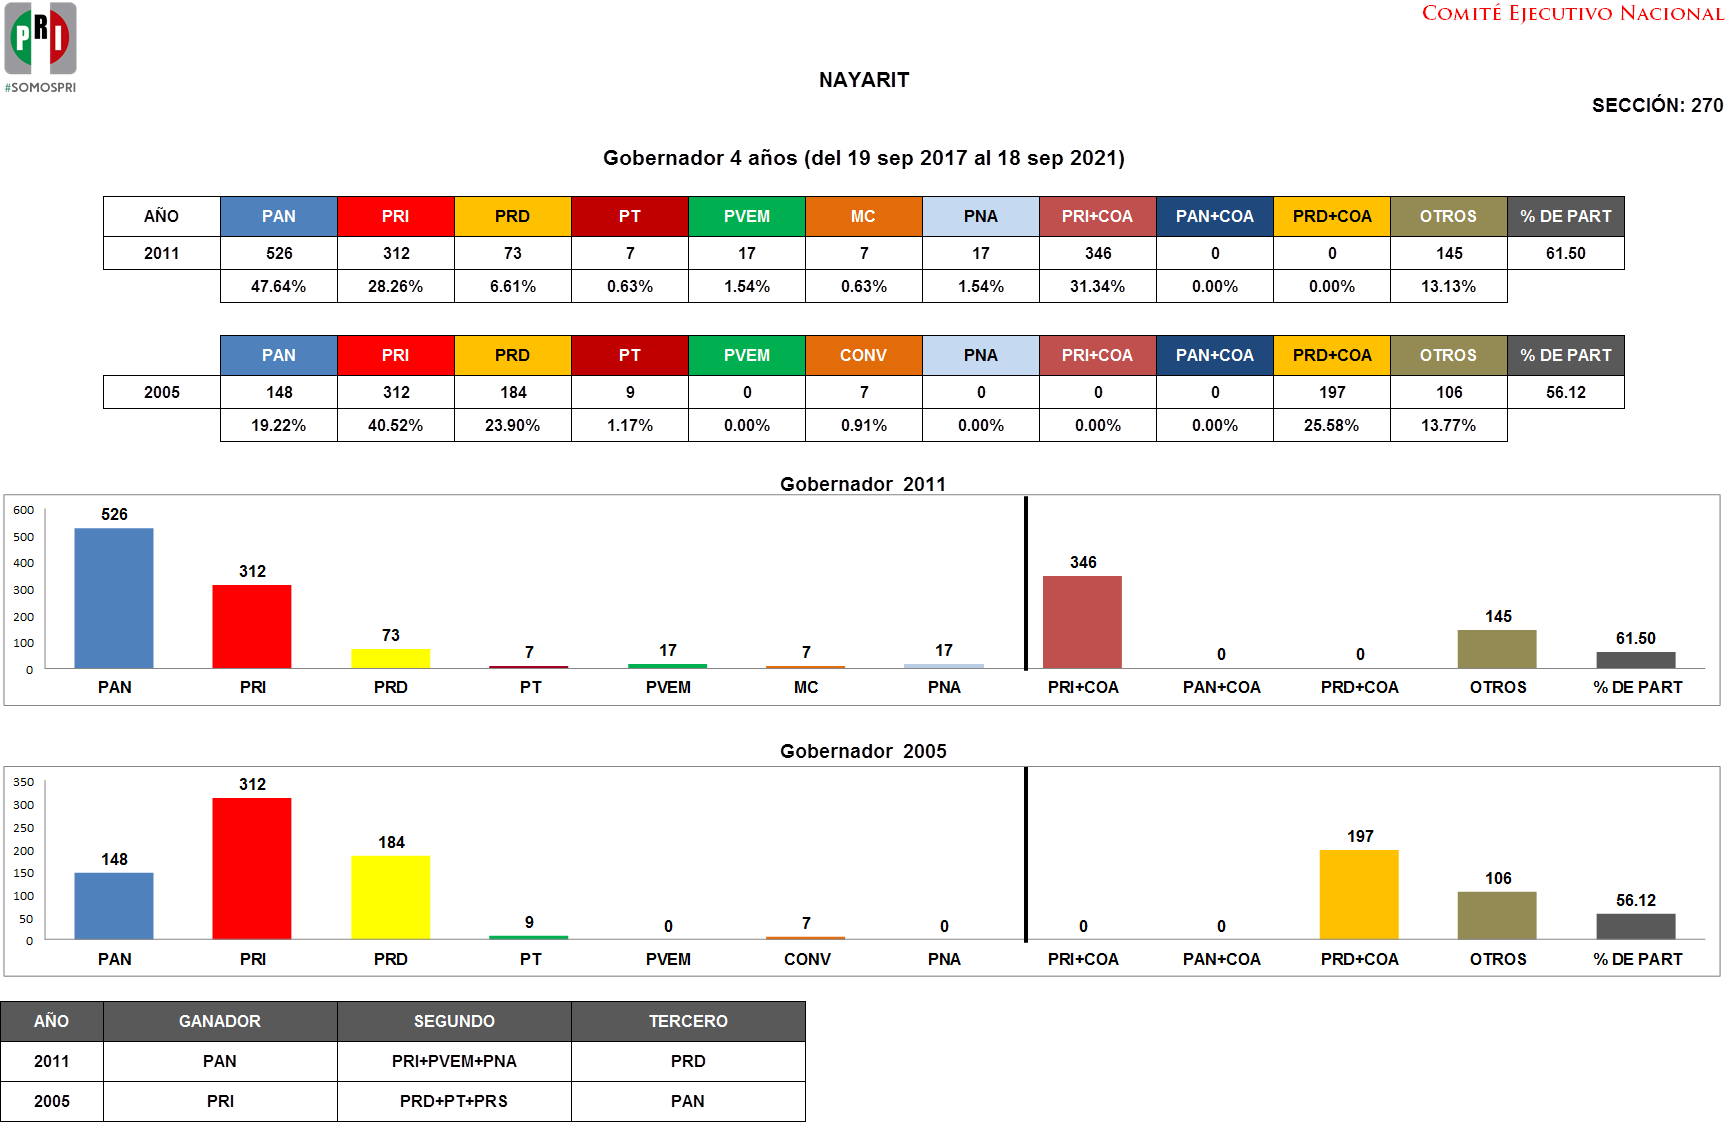 PRI
#SOMOSPRI
COMITÉ EJECUTIVO NACIONAL
NAYARIT
SECCIÓN: 270
Gobernador 4 años (del 19 sep 2017 al 18 sep 2021)
AÑO PAN PRI PRD PT PVEM MC PNA PRI+COA PAN+COA PRD+COA OTROS % DE PART
2011 526 312 73 7 17 7 17 346 0 0 145 61.50
47.64% 28.26% 6.61% 0.63% 1.54% 0.63% 1.54% 31.34% 0.00% 0.00% 13.13%
PAN PRI PRD PT PVEM CONV PNA PRI+COA PAN+COA PRD+COA OTROS % DE PART
2005 148 312 184 9 0 7 0 0 0 197 106 56.12
19.22% 40.52% 23.90% 1.17% 0.00% 0.91% 0.00% 0.00% 0.00% 25.58% 13.77%
Gobernador 2011
600
500
400
300
200
100
0
526 312 73 7 17 7 17 346 0 0 145 61.50
PAN PRI PRD PT PVEM MC PNA PRI+COA PAN+COA PRD+COA OTROS % DE PART
Gobernador 2005
350
300
250
200
150
100
50
0
148 312 184 9 0 7 0 0 0 197 106 56.12
PAN PRI PRD PT PVEM CONV PNA PRI+COA PAN+COA PRD+COA OTROS % DE PART
AÑO GANADOR SEGUNDO TERCERO
2011 PAN PRI+PVEM+PNA PRD
2005 PRI PRD+PT+PRS PAN